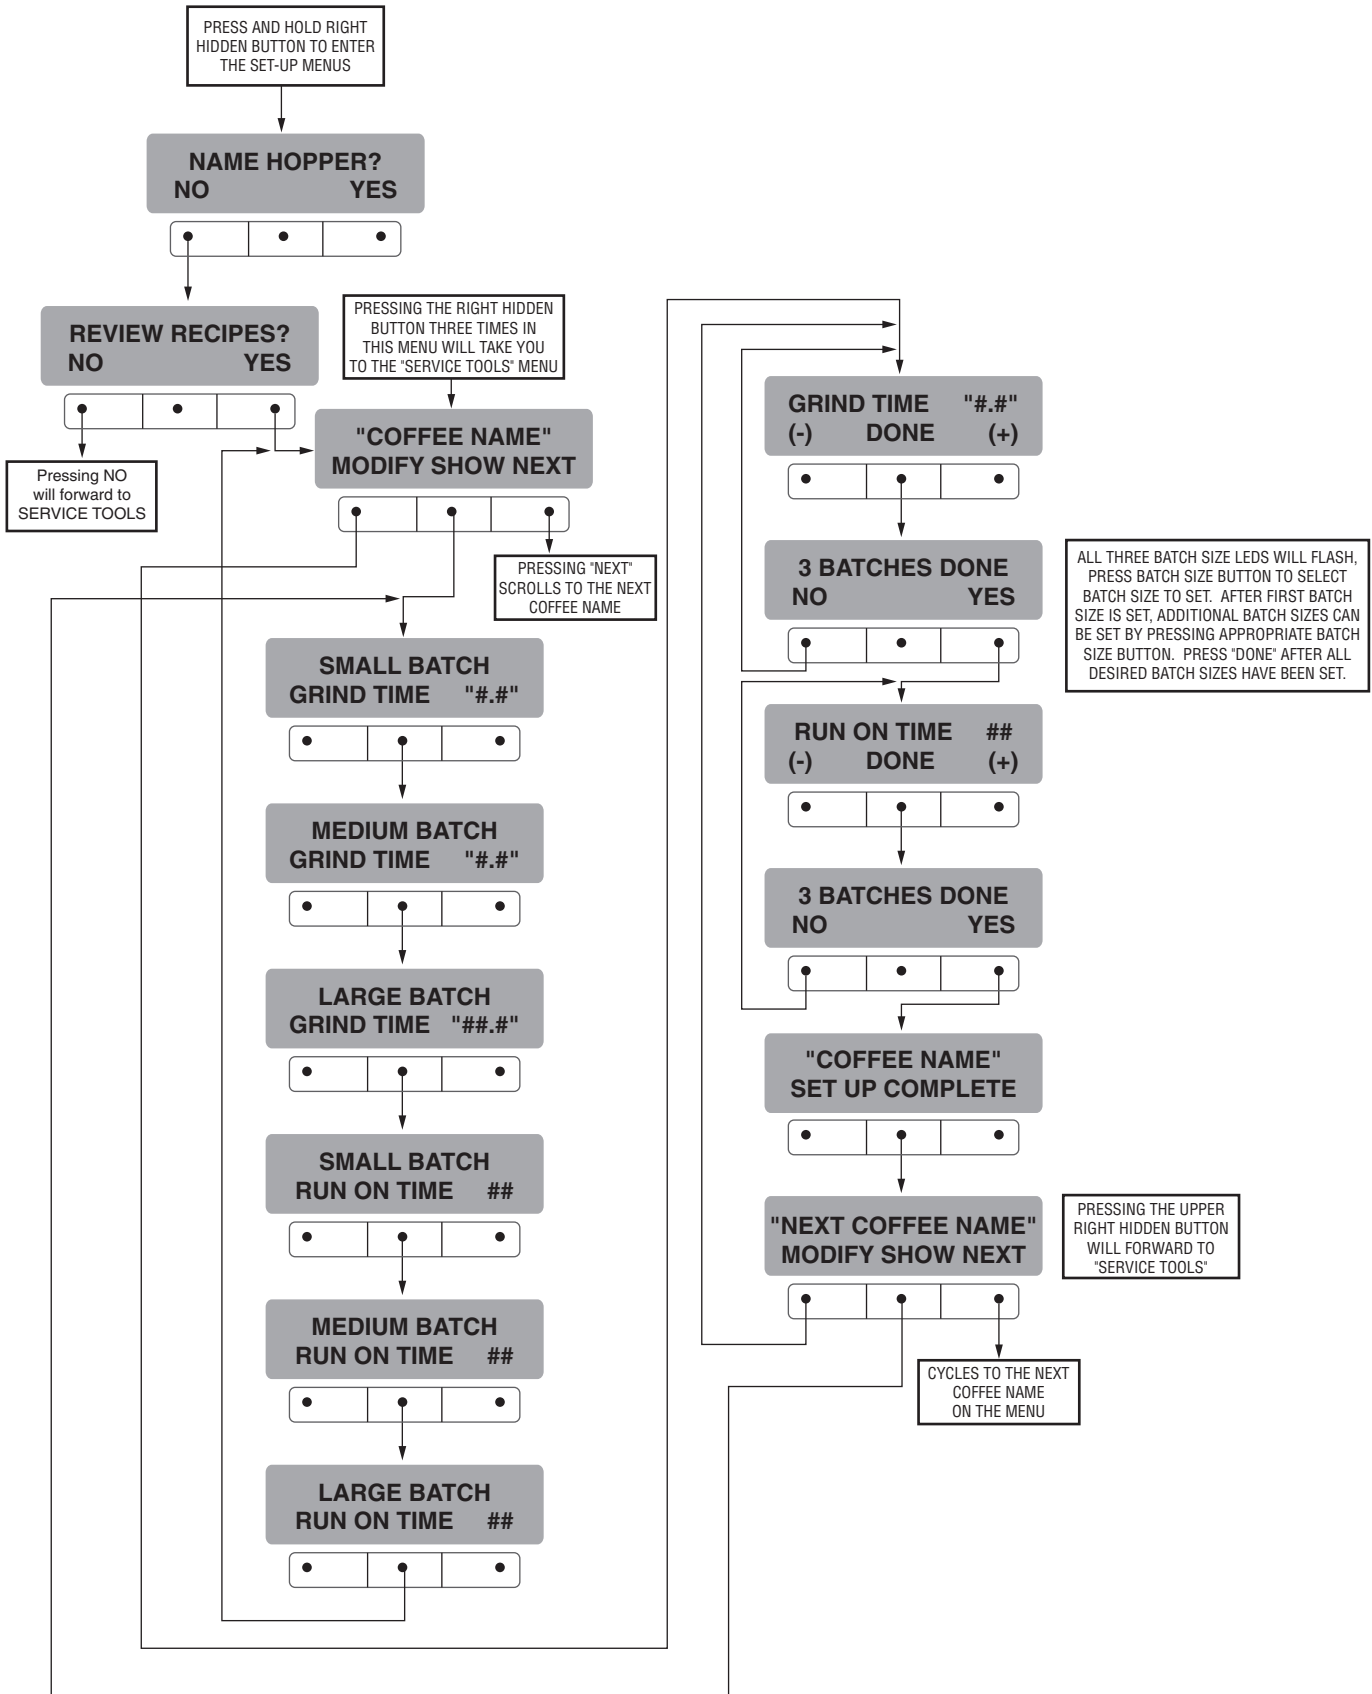 PRESS AND HOLD RIGHT
HIDDEN BUTTON TO ENTER
THE SET-UP MENUS
NAME HOPPER?
NO YES
REVIEW RECIPES?
NO YES
Pressing NO
will forward to
SERVICE TOOLS
PRESSING THE RIGHT HIDDEN
BUTTON THREE TIMES IN
THIS MENU WILL TAKE YOU
TO THE "SERVICE TOOLS" MENU
"COFFEE NAME"
MODIFY SHOW NEXT
PRESSING "NEXT"
SCROLLS TO THE NEXT
COFFEE NAME
SMALL BATCH
GRIND TIME "#.#"
MEDIUM BATCH
GRIND TIME "#.#"
LARGE BATCH
GRIND TIME "##.#"
SMALL BATCH
RUN ON TIME ##
MEDIUM BATCH
RUN ON TIME ##
LARGE BATCH
RUN ON TIME ##
GRIND TIME "#.#"
(-) DONE (+)
3 BATCHES DONE
NO YES
ALL THREE BATCH SIZE LEDS WILL FLASH,
PRESS BATCH SIZE BUTTON TO SELECT
BATCH SIZE TO SET. AFTER FIRST BATCH
SIZE IS SET, ADDITIONAL BATCH SIZES CAN
BE SET BY PRESSING APPROPRIATE BATCH
SIZE BUTTON. PRESS "DONE" AFTER ALL
DESIRED BATCH SIZES HAVE BEEN SET.
RUN ON TIME ##
(-) DONE (+)
3 BATCHES DONE
NO YES
"COFFEE NAME"
SET UP COMPLETE
"NEXT COFFEE NAME"
MODIFY SHOW NEXT
PRESSING THE UPPER
RIGHT HIDDEN BUTTON
WILL FORWARD TO
"SERVICE TOOLS"
CYCLES TO THE NEXT
COFFEE NAME
ON THE MENU